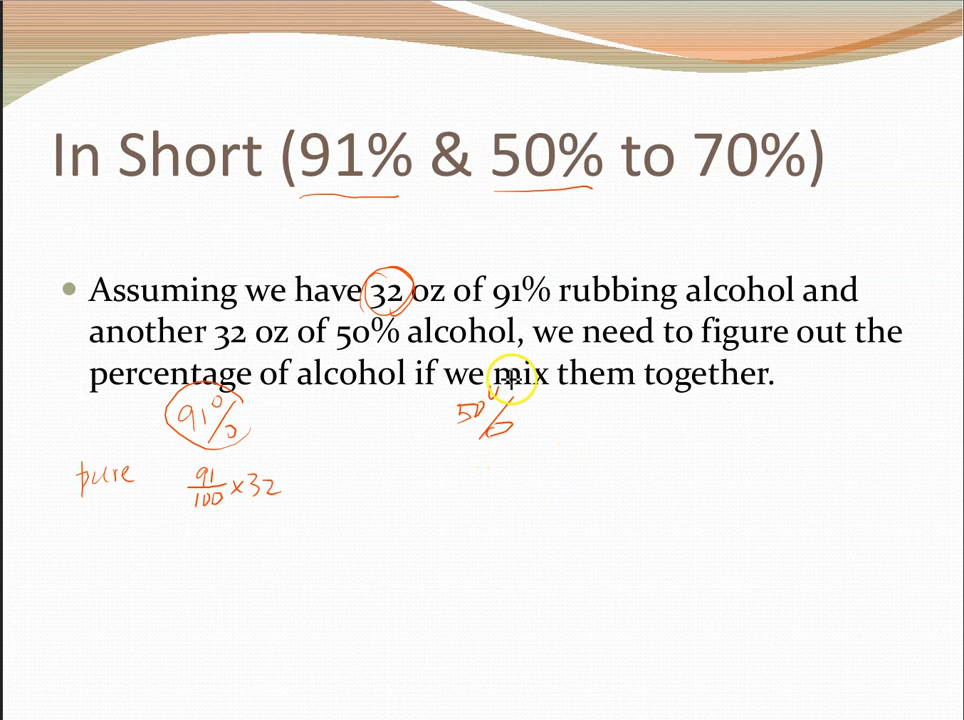 In Short (91% & 50% to 70%)
Assuming we have 32 oz of 91% rubbing alcohol and
another 32 oz of 50% alcohol, we need to figure out the
percentage of alcohol if we mix them together.
91% 50%
pure 91/100 x 32